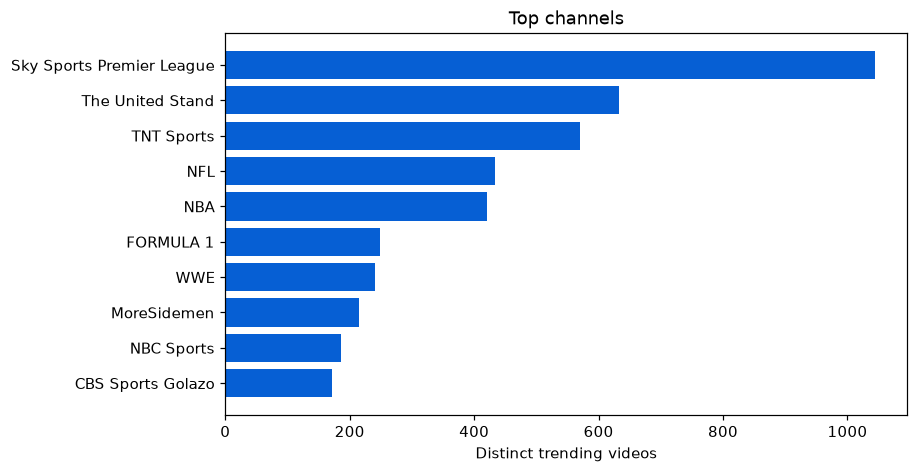 Top channels
Sky Sports Premier League
The United Stand
TNT Sports
NFL
NBA
FORMULA 1
WWE
MoreSidemen
NBC Sports
CBS Sports Golazo
0 200 400 600 800 1000
Distinct trending videos